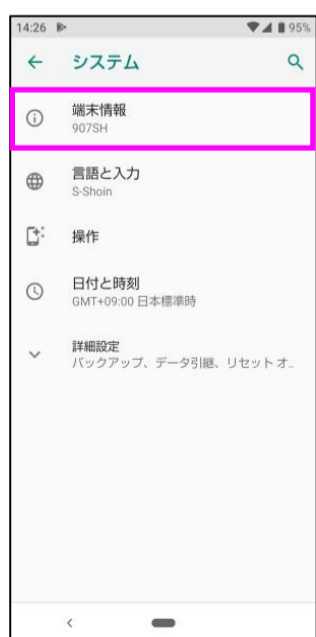 14:26 95%
システム
端末情報
907SH
言語と入力
S-Shoin
操作
日付と時刻
GMT+09:00 日本標準時
詳細設定
バックアップ、データ引継、リセット オ..